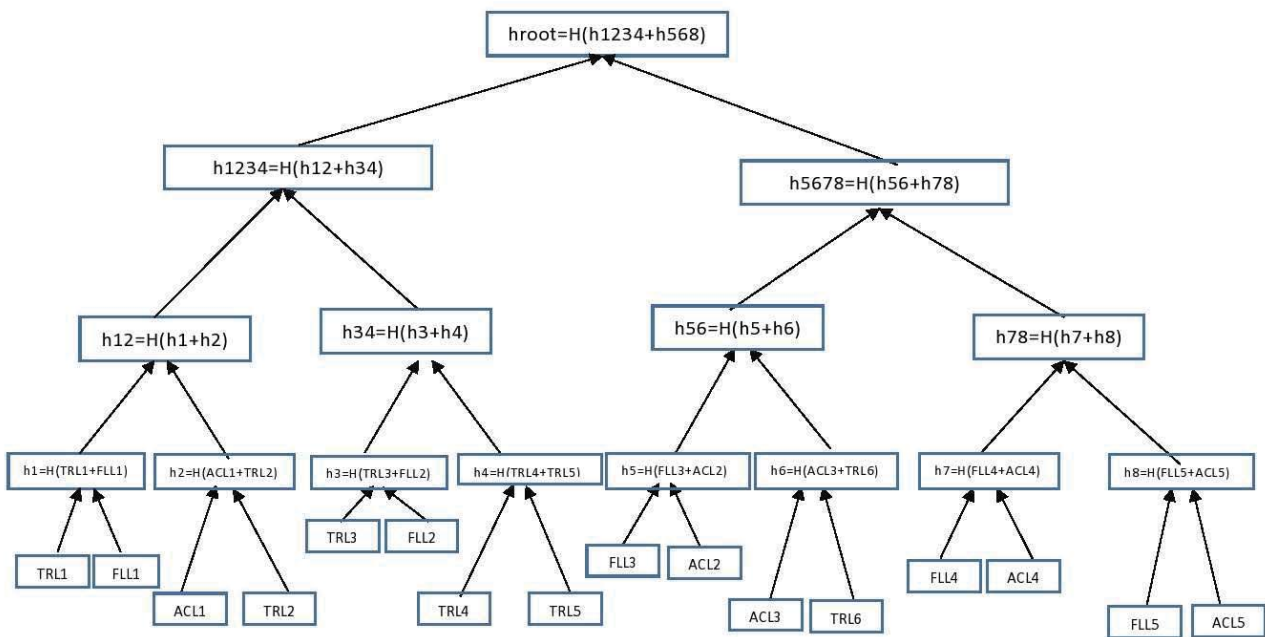 hroot=H(h1234+h568)
h1234=H(h12+h34)
h5678=H(h56+h78)
h12=H(h1+h2)
h34=H(h3+h4)
h56=H(h5+h6)
h78=H(h7+h8)
h1=H(TRL1+FLL1)
h2=H(ACL1+TRL2)
h3=H(TRL3+FLL2)
h4=H(TRL4+TRL5)
h5=H(FLL3+ACL2)
h6=H(ACL3+TRL6)
h7=H(FLL4+ACL4)
h8=H(FLL5+ACL5)
TRL1
FLL1
ACL1
TRL2
TRL3
FLL2
TRL4
TRL5
FLL3
ACL2
ACL3
TRL6
FLL4
ACL4
FLL5
ACL5